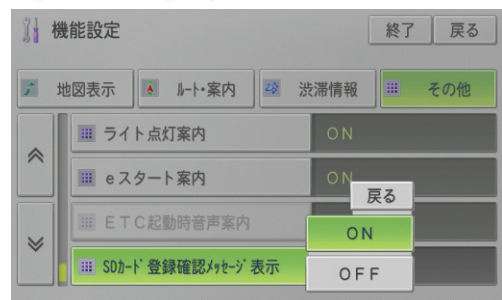 機能設定
終了 戻る
地図表示 ルート・案内 渋滞情報 その他
ライト点灯案内 ON
eスタート案内 ON
戻る
ETC起動時音声案内
ON
SDカード登録確認メッセージ表示
OFF